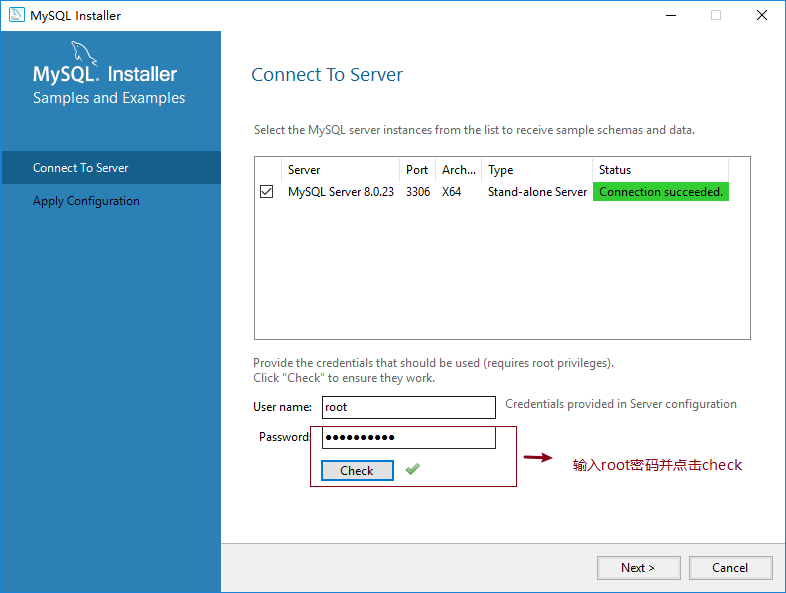 MySQL Installer
MySQL. Installer
Samples and Examples
Connect To Server
Apply Configuration
Connect To Server
Select the MySQL server instances from the list to receive sample schemas and data.
Server Port Arch... Type Status
MySQL Server 8.0.23 3306 X64 Stand-alone Server Connection succeeded.
Provide the credentials that should be used (requires root privileges).
Click "Check" to ensure they work.
User name: root Credentials provided in Server configuration
Password: ●●●●●●●●●●
Check
输入root密码并点击check
Next > Cancel